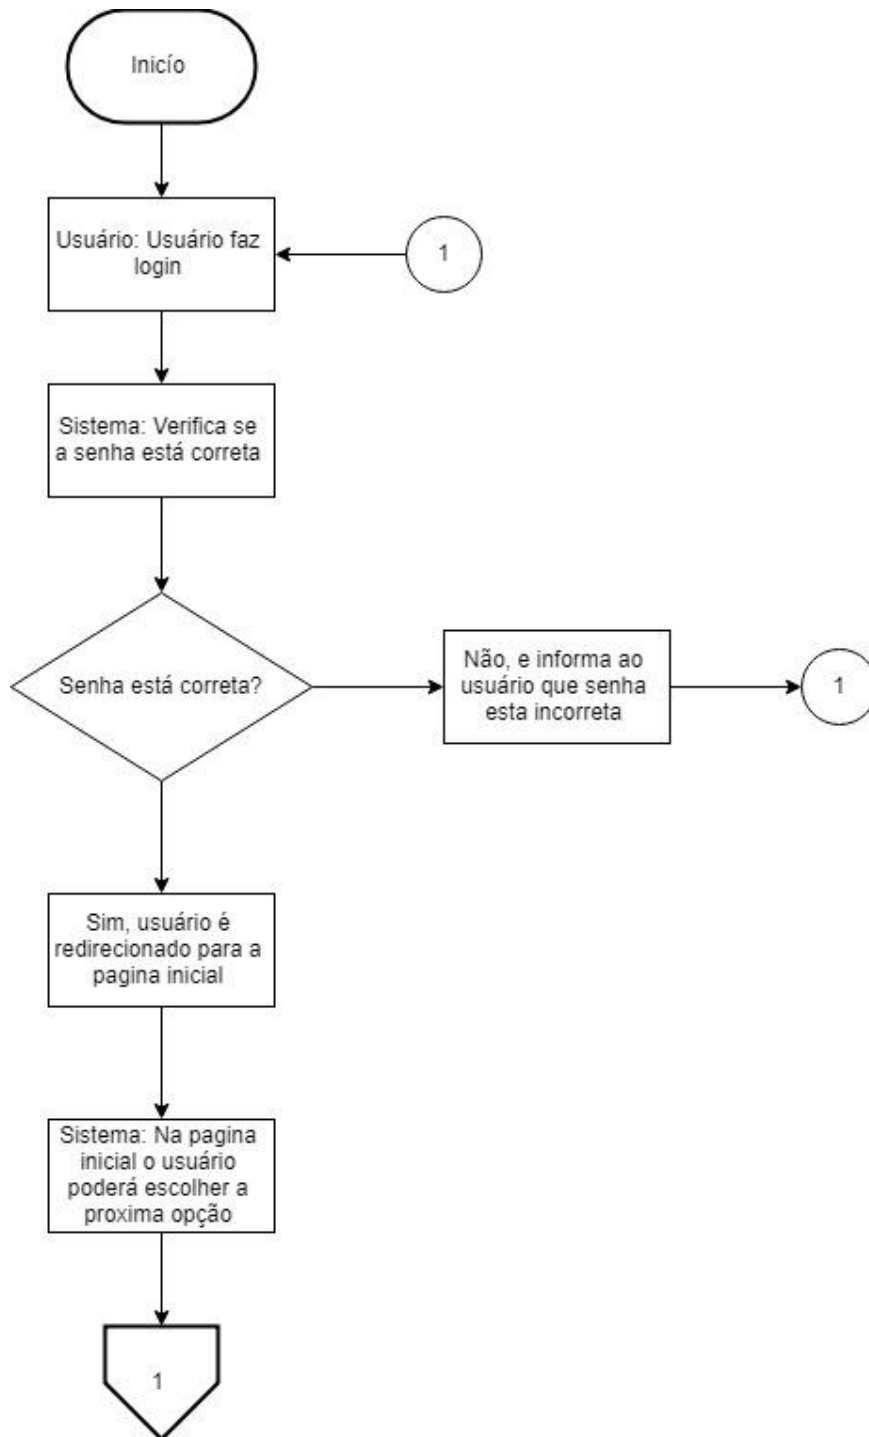 Inicío
Usuário: Usuário faz
login
1
Sistema: Verifica se
a senha está correta
Senha está correta?
Não, e informa ao
usuário que senha
esta incorreta
1
Sim, usuário é
redirecionado para a
pagina inicial
Sistema: Na pagina
inicial o usuário
poderá escolher a
proxima opção
1